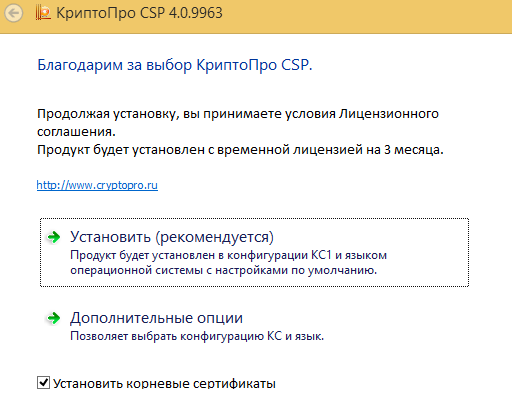 КриптоПро CSP 4.0.9963
Благодарим за выбор КриптоПро CSP.
Продолжая установку, вы принимаете условия Лицензионного
соглашения.
Продукт будет установлен с временной лицензией на 3 месяца.
http://www.cryptopro.ru
Установить (рекомендуется)
Продукт будет установлен в конфигурации КС1 и языком
операционной системы с настройками по умолчанию.
Дополнительные опции
Позволяет выбрать конфигурацию КС и язык.
Установить корневые сертификаты